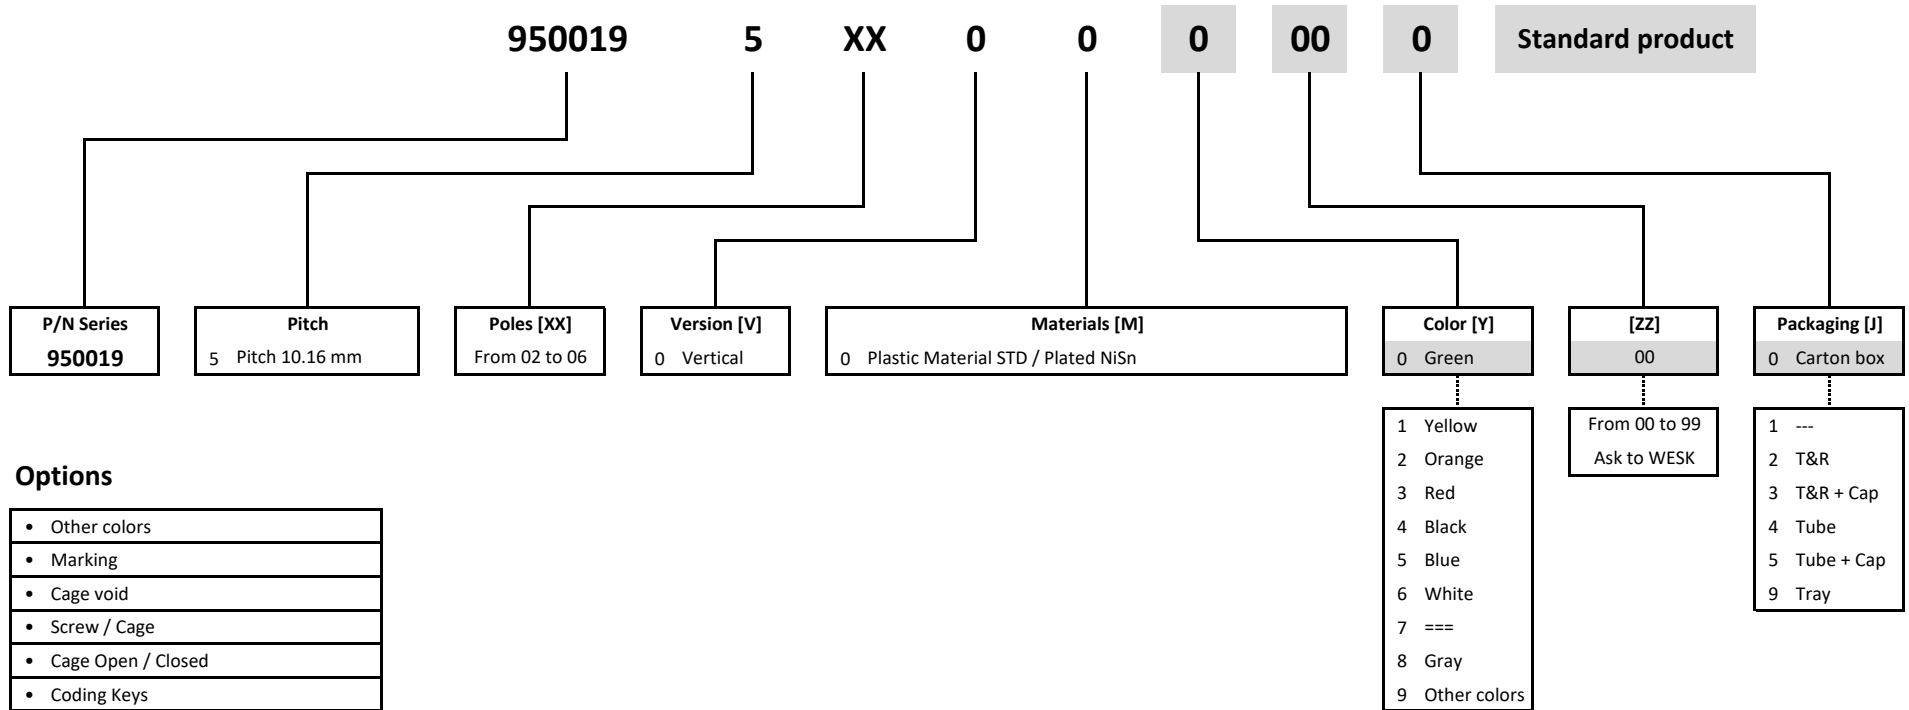 950019 5 XX 0 0 0 00 0 Standard product
P/N Series
950019
Pitch
5 Pitch 10.16 mm
Poles [XX]
From 02 to 06
Version [V]
0 Vertical
Materials [M]
0 Plastic Material STD / Plated NiSn
Color [Y]
0 Green
1 Yellow
2 Orange
3 Red
4 Black
5 Blue
6 White
7 ===
8 Gray
9 Other colors
[ZZ]
00
From 00 to 99
Ask to WESK
Packaging [J]
0 Carton box
1 ---
2 T&R
3 T&R + Cap
4 Tube
5 Tube + Cap
9 Tray
Options
• Other colors
• Marking
• Cage void
• Screw / Cage
• Cage Open / Closed
• Coding Keys